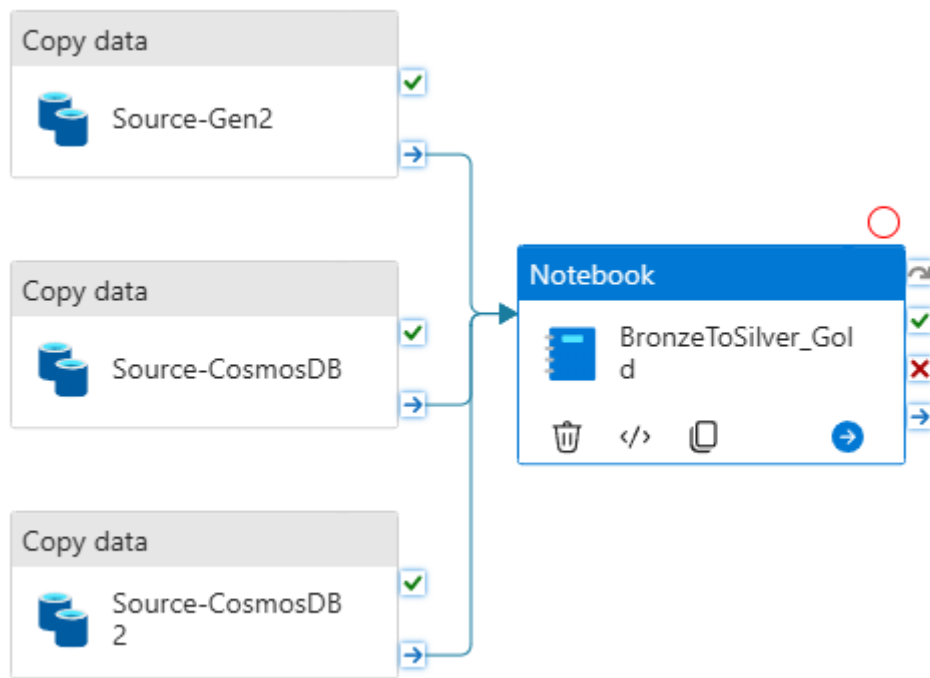 Copy data
Source-Gen2
Copy data
Source-CosmosDB
Copy data
Source-CosmosDB
2
Notebook
BronzeToSilver_Gol
d